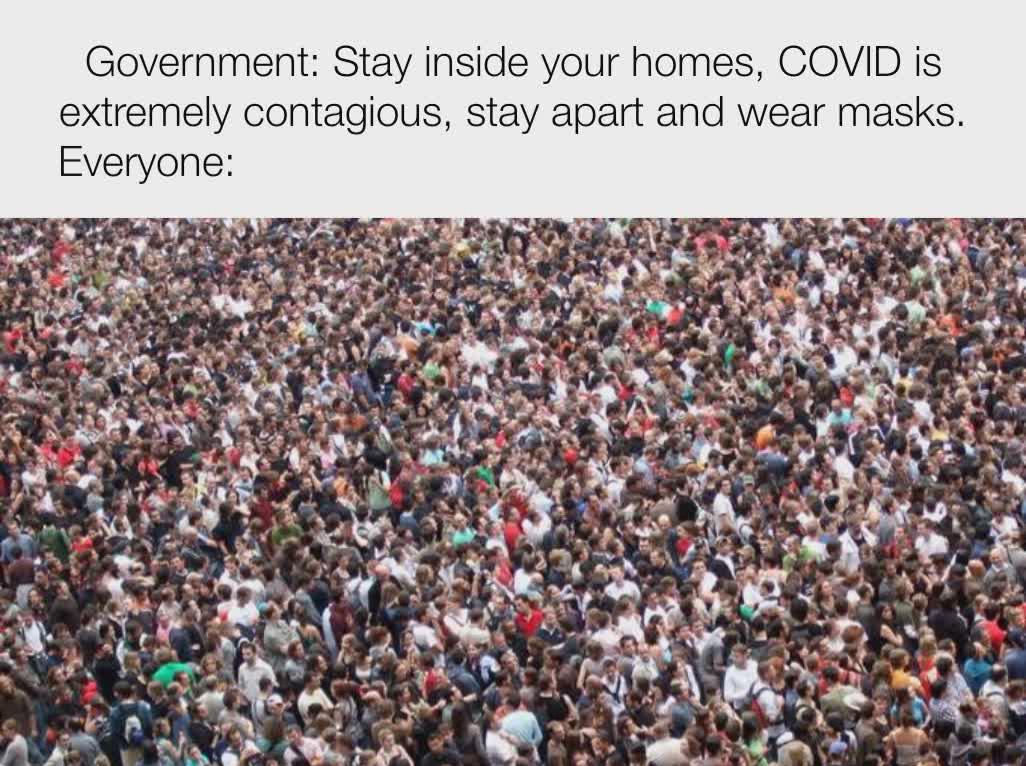 Government: Stay inside your homes, COVID is
extremely contagious, stay apart and wear masks.
Everyone: